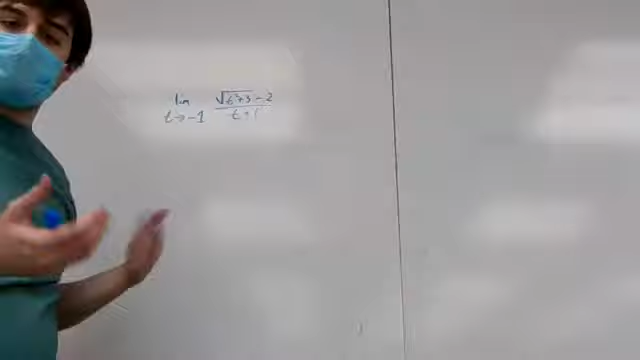 lim √t²+3 - 2
t→-1 t+1